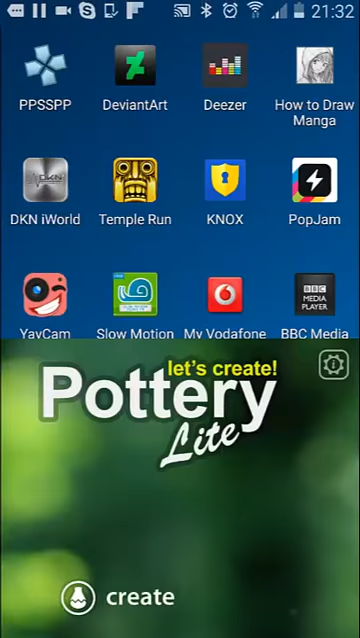 21:32
PPSSPP
DeviantArt
Deezer
How to Draw
Manga
DKN iWorld
Temple Run
KNOX
PopJam
YayCam
Slow Motion
My Vodafone
BBC Media
BBC
MEDIA
PLAYER
let's create!
Pottery
Lite
create